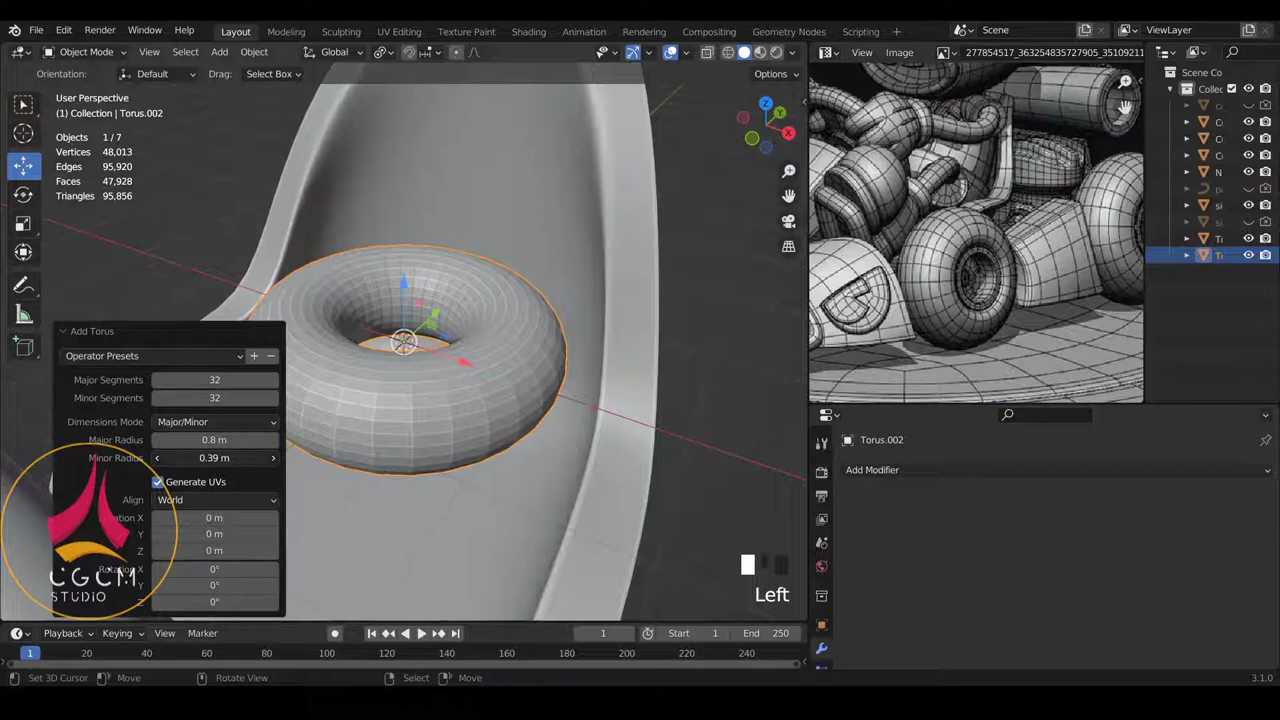 File Edit Render Window Help Layout Modeling Sculpting UV Editing Texture Paint Shading Animation Rendering Compositing Geometry Nodes Scripting Scene ViewLayer
Object Mode View Select Add Object Global View Image 277854517_363254835727905_35109211
Orientation: Default Drag: Select Box Options
User Perspective
(1) Collection | Torus.002
Objects 1 / 7
Vertices 48,013
Edges 95,920
Faces 47,928
Triangles 95,856
Z
Y
X
Scene Co
Collec
N
si
si
Add Torus
Operator Presets
Major Segments 32
Minor Segments 32
Dimensions Mode Major/Minor
Major Radius 0.8 m
Minor Radius 0.39 m
Generate UVs
Align World
0 m
Y 0 m
Z 0 m
0°
0°
0°
CGCM
STUDIO
Left
Torus.002
Add Modifier
Playback Keying View Marker 1 Start 1 End 250
1 20 40 60 80 100 120 140 160 180 200 220 240
Set 3D Cursor Move Rotate View Select Move 3.1.0